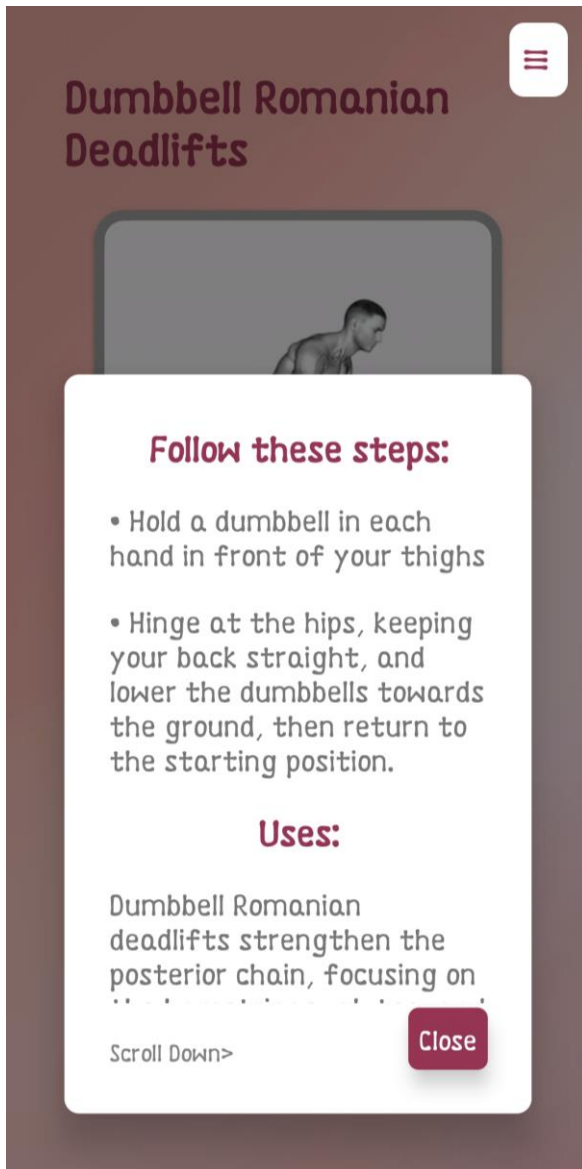 Dumbbell Romanian
Deadlifts
Follow these steps:
• Hold a dumbbell in each
hand in front of your thighs
• Hinge at the hips, keeping
your back straight, and
lower the dumbbells towards
the ground, then return to
the starting position.
Uses:
Dumbbell Romanian
deadlifts strengthen the
posterior chain, focusing on
Scroll Down>
Close